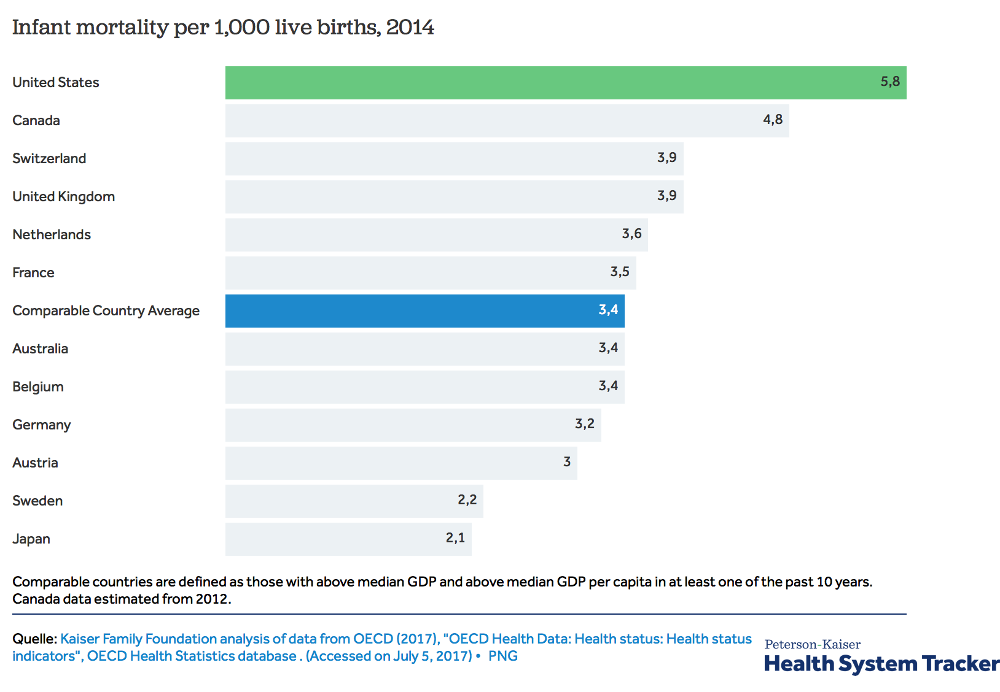 Infant mortality per 1,000 live births, 2014
United States 5,8
Canada 4,8
Switzerland 3,9
United Kingdom 3,9
Netherlands 3,6
France 3,5
Comparable Country Average 3,4
Australia 3,4
Belgium 3,4
Germany 3,2
Austria 3
Sweden 2,2
Japan 2,1
Comparable countries are defined as those with above median GDP and above median GDP per capita in at least one of the past 10 years.
Canada data estimated from 2012.
Quelle: Kaiser Family Foundation analysis of data from OECD (2017), "OECD Health Data: Health status: Health status
indicators", OECD Health Statistics database . (Accessed on July 5, 2017) • PNG
Peterson-Kaiser
Health System Tracker